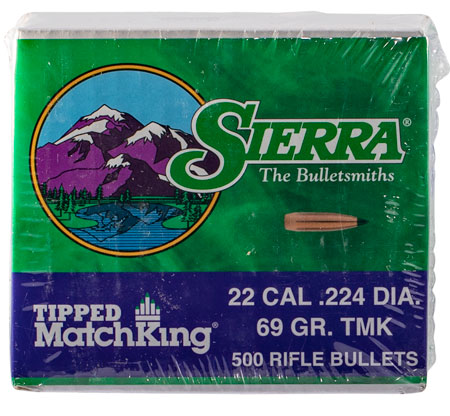 SIERRA®
The Bulletsmiths
TIPPED
MatchKing®
22 CAL .224 DIA.
69 GR. TMK
500 RIFLE BULLETS